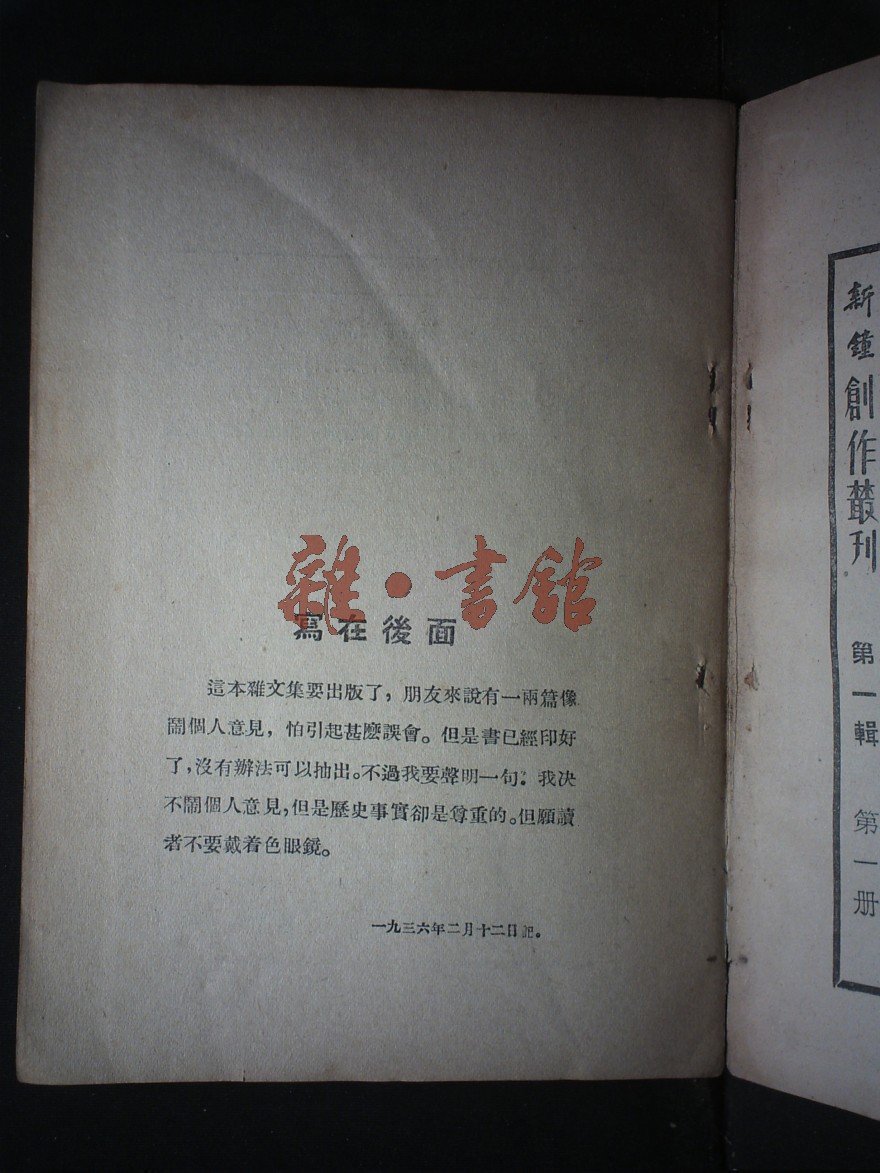 雜·書館
寫在後面
這本雜文集要出版了，朋友來說有一兩篇像
鬧個人意見，怕引起甚麽誤會。但是書已經印好
了，沒有辦法可以抽出。不過我要聲明一句：我决
不鬧個人意見，但是歷史事實卻是尊重的。但願讀
者不要戴着色眼鏡。
一九三六年二月十二日記。
新鐘創作叢刊 第一輯 第一册